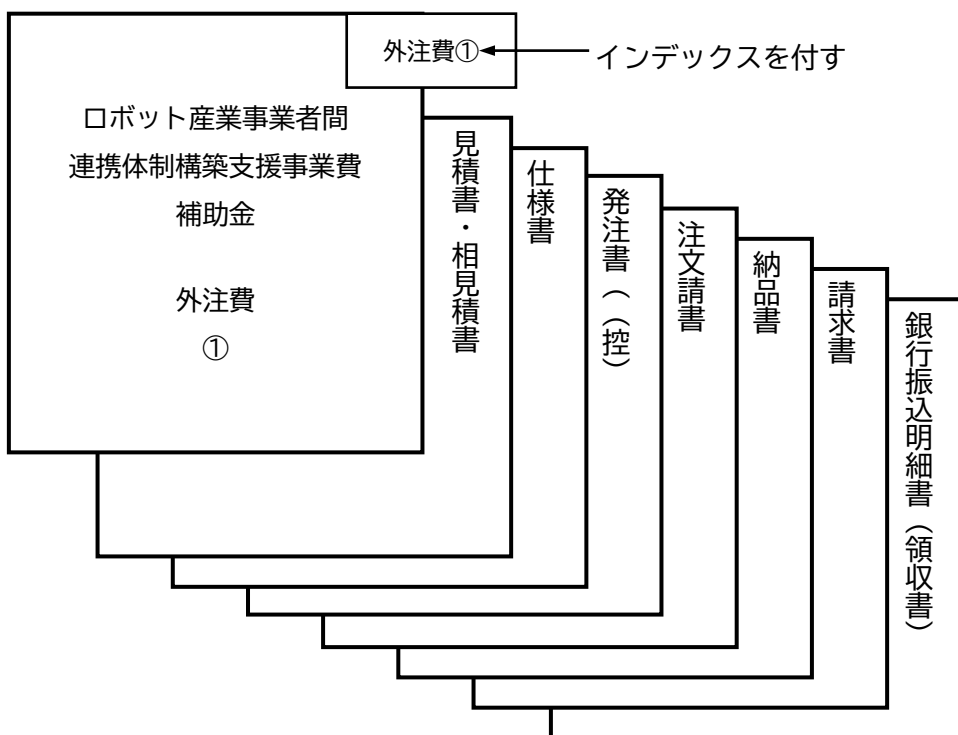 外注費①
インデックスを付す
ロボット産業事業者間
連携体制構築支援事業費
補助金
外注費
①
見積書・相見積書
仕様書
発注書（（控）
注文請書
納品書
請求書
銀行振込明細書（領収書）